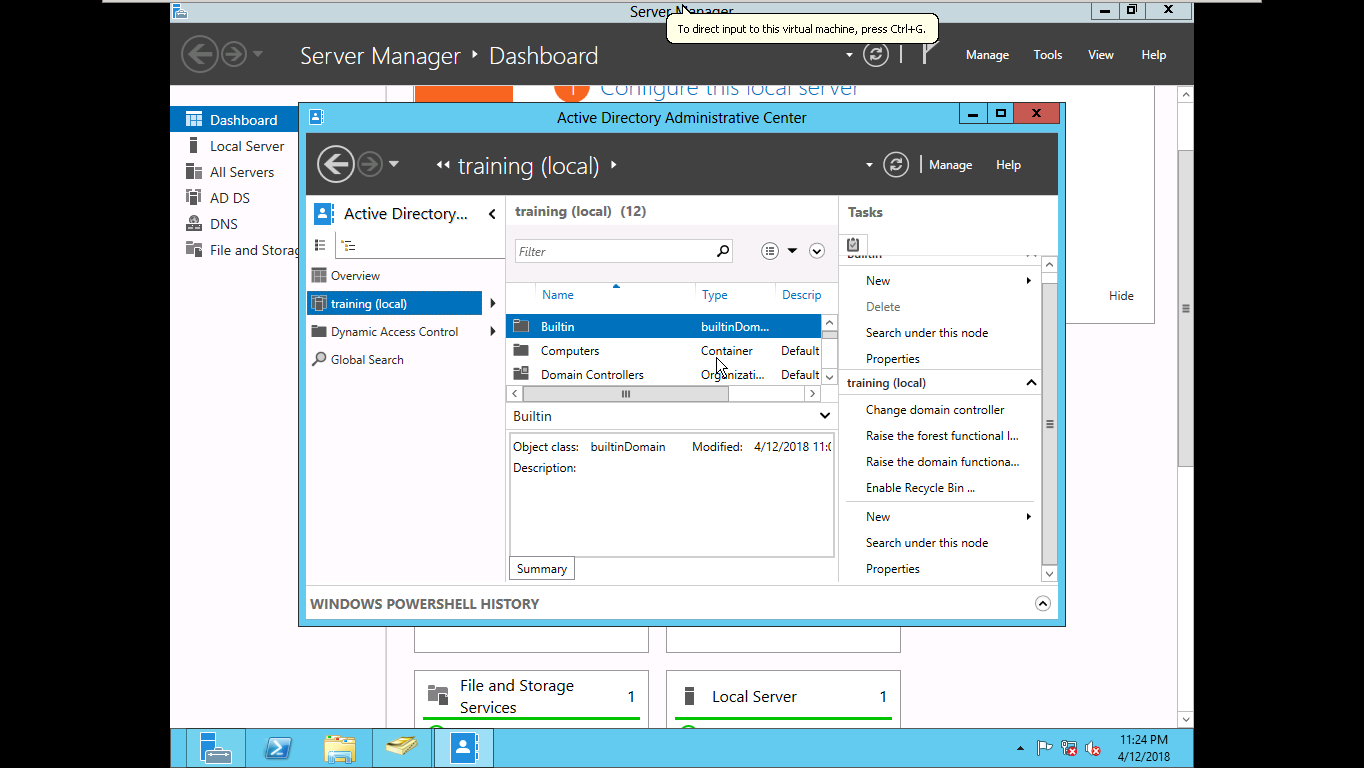 Server Manager
To direct input to this virtual machine, press Ctrl+G.
Server Manager ‣ Dashboard
Manage
Tools
View
Help
Configure this local server
Dashboard
Local Server
All Servers
AD DS
DNS
File and Storag
Hide
Active Directory Administrative Center
training (local)
Manage
Help
Active Directory...
Overview
training (local)
Dynamic Access Control
Global Search
training (local) (12)
Filter
Name
Type
Descrip
Builtin
builtinDom...
Computers
Container
Default
Domain Controllers
Organizati...
Default
Builtin
Object class: builtinDomain
Modified: 4/12/2018 11:0
Description:
Summary
Tasks
Builtin
New
Delete
Search under this node
Properties
training (local)
Change domain controller
Raise the forest functional l...
Raise the domain functiona...
Enable Recycle Bin ...
New
Search under this node
Properties
WINDOWS POWERSHELL HISTORY
File and Storage
Services
1
Local Server
1
11:24 PM
4/12/2018